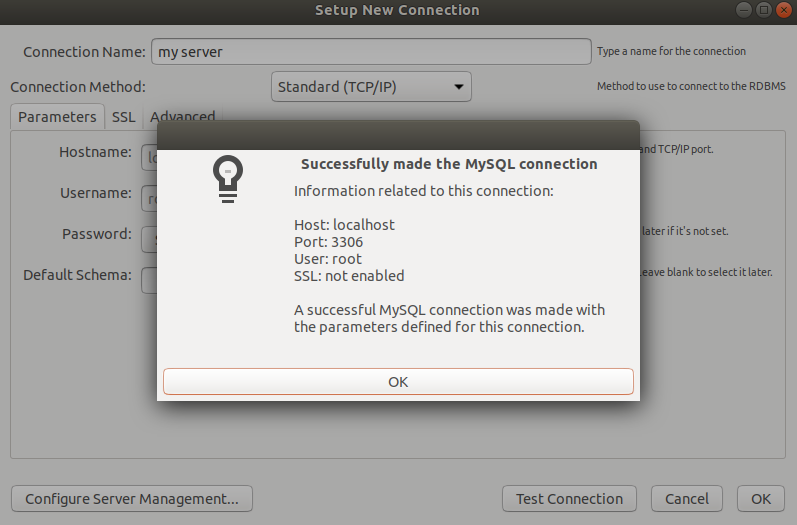 Setup New Connection
Connection Name: my server Type a name for the connection
Connection Method: Standard (TCP/IP) Method to use to connect to the RDBMS
Parameters SSL Advanced
Hostname: and TCP/IP port.
Username:
Password: later if it's not set.
Default Schema: eave blank to select it later.
Successfully made the MySQL connection
Information related to this connection:
Host: localhost
Port: 3306
User: root
SSL: not enabled
A successful MySQL connection was made with
the parameters defined for this connection.
OK
Configure Server Management... Test Connection Cancel OK